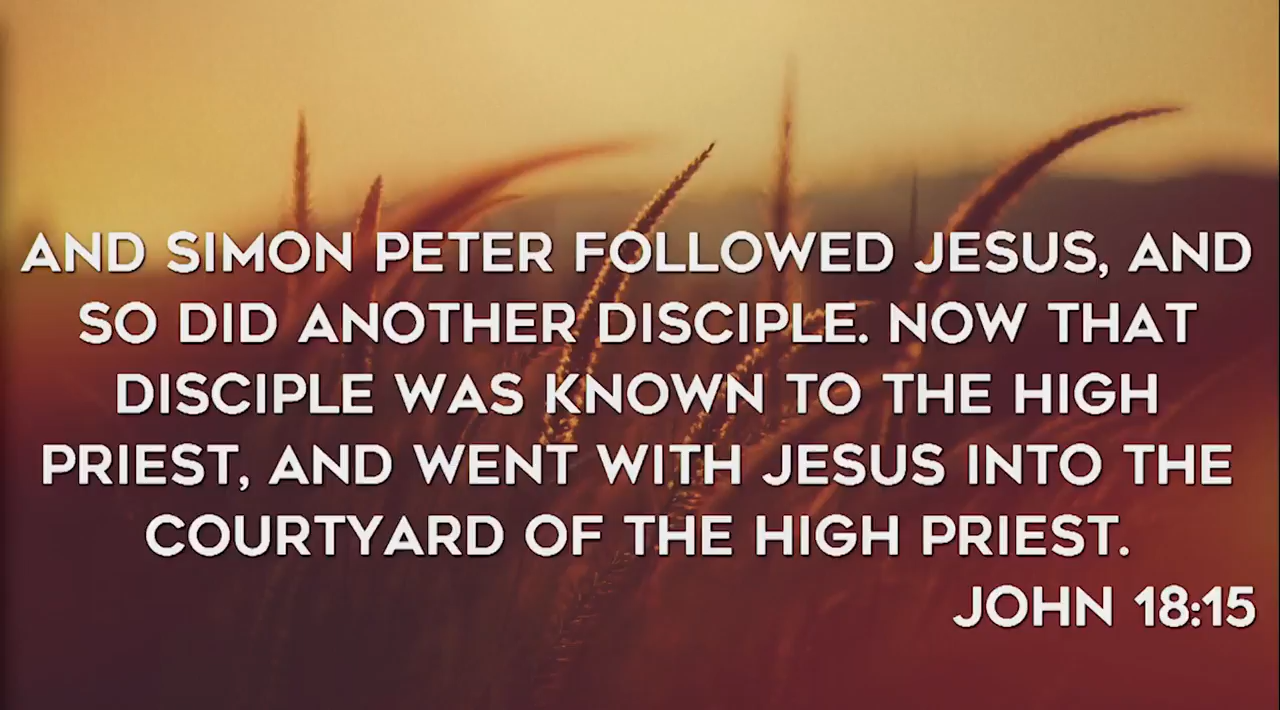 AND SIMON PETER FOLLOWED JESUS, AND
SO DID ANOTHER DISCIPLE. NOW THAT
DISCIPLE WAS KNOWN TO THE HIGH
PRIEST, AND WENT WITH JESUS INTO THE
COURTYARD OF THE HIGH PRIEST.
JOHN 18:15